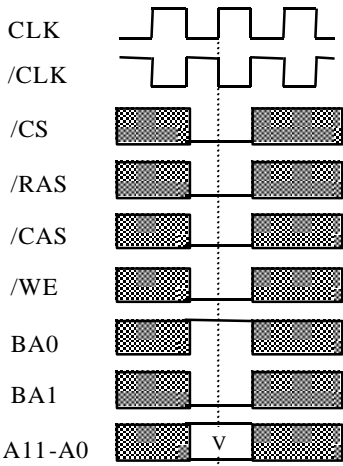 CLK
/CLK
/CS
/RAS
/CAS
/WE
BA0
BA1
A11-A0 V